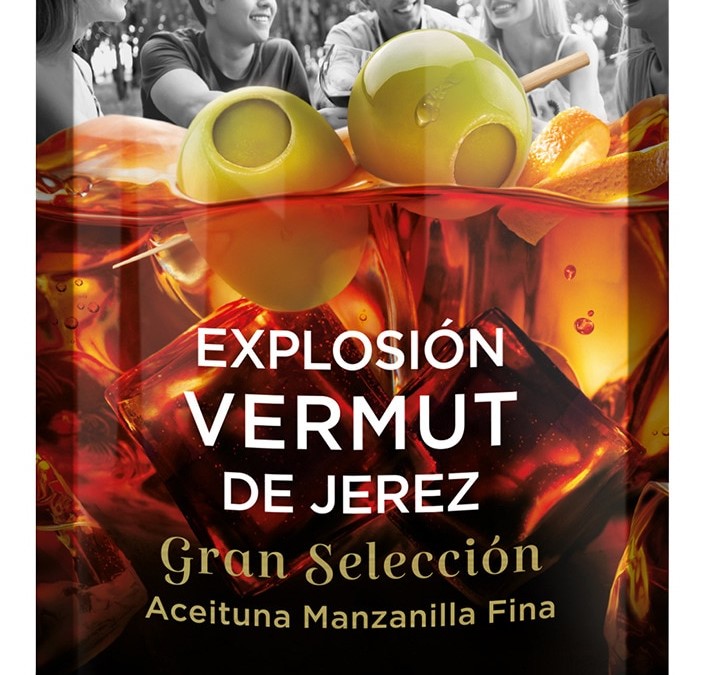 EXPLOSIÓN
VERMUT
DE JEREZ
Gran Selección
Aceituna Manzanilla Fina